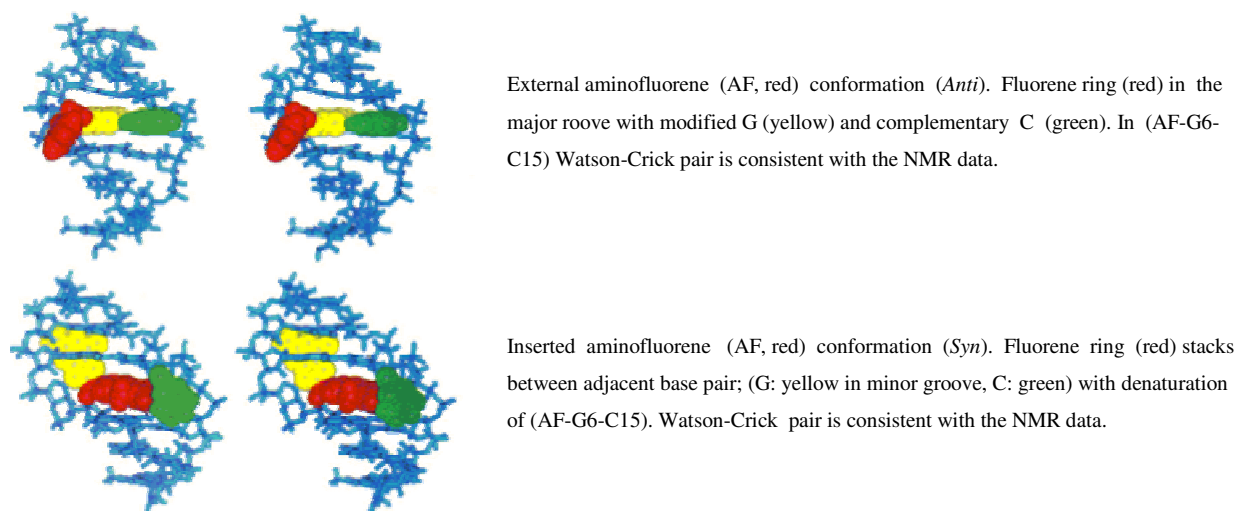 External aminofluorene (AF, red) conformation (Anti). Fluorene ring (red) in the
major roove with modified G (yellow) and complementary C (green). In (AF-G6-
C15) Watson-Crick pair is consistent with the NMR data.
Inserted aminofluorene (AF, red) conformation (Syn). Fluorene ring (red) stacks
between adjacent base pair; (G: yellow in minor groove, C: green) with denaturation
of (AF-G6-C15). Watson-Crick pair is consistent with the NMR data.